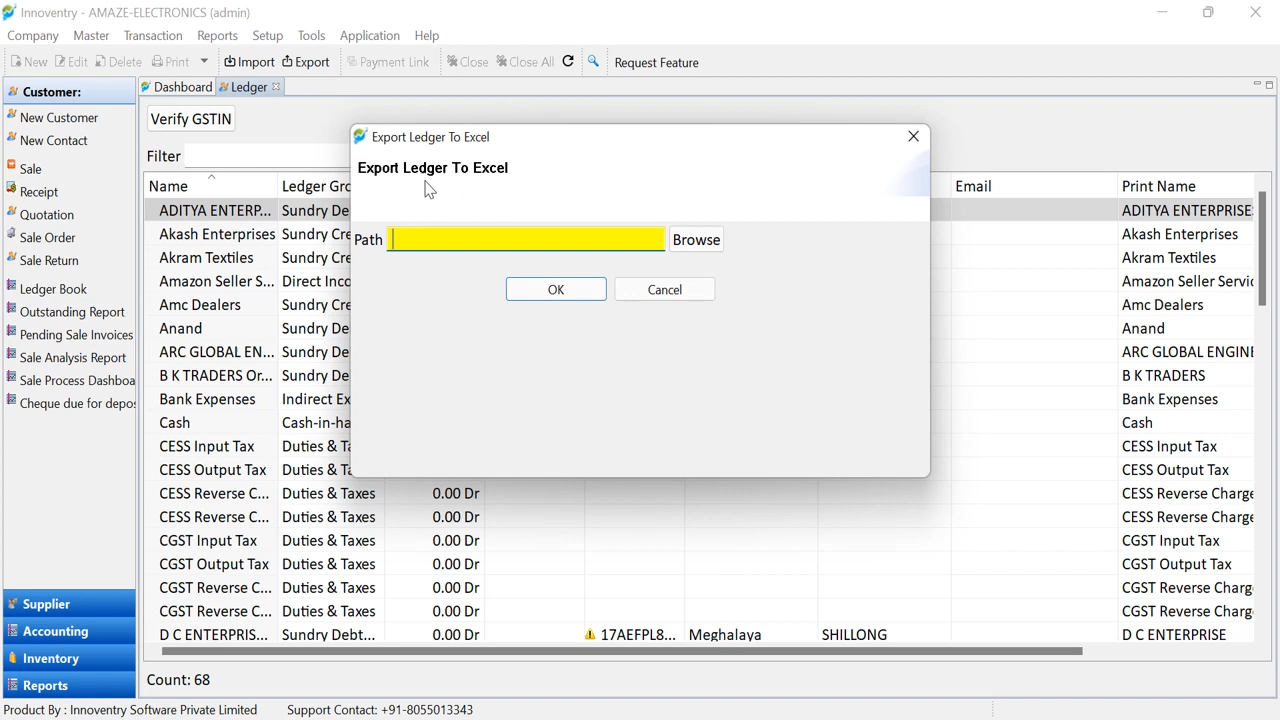 Innoventry - AMAZE-ELECTRONICS (admin)
Company Master Transaction Reports Setup Tools Application Help
New Edit Delete Print Import Export Payment Link Close Close All Request Feature
Customer:
New Customer
New Contact
Sale
Receipt
Quotation
Sale Order
Sale Return
Ledger Book
Outstanding Report
Pending Sale Invoices
Sale Analysis Report
Sale Process Dashboa
Cheque due for depos
Supplier
Accounting
Inventory
Reports
Dashboard Ledger
Verify GSTIN
Filter
Export Ledger To Excel
Export Ledger To Excel
Path Browse
OK Cancel
Name Ledger Gro Email Print Name
ADITYA ENTERP... Sundry De ADITYA ENTERPRISE
Akash Enterprises Sundry Cre Akash Enterprises
Akram Textiles Sundry Cre Akram Textiles
Amazon Seller S... Direct Inco Amazon Seller Servic
Amc Dealers Sundry Cre Amc Dealers
Anand Sundry De Anand
ARC GLOBAL EN... Sundry De ARC GLOBAL ENGINE
B K TRADERS Or... Sundry De B K TRADERS
Bank Expenses Indirect Ex Bank Expenses
Cash Cash-in-ha Cash
CESS Input Tax Duties & Ta CESS Input Tax
CESS Output Tax Duties & Ta CESS Output Tax
CESS Reverse C... Duties & Taxes 0.00 Dr CESS Reverse Charge
CESS Reverse C... Duties & Taxes 0.00 Dr CESS Reverse Charge
CGST Input Tax Duties & Taxes 0.00 Dr CGST Input Tax
CGST Output Tax Duties & Taxes 0.00 Dr CGST Output Tax
CGST Reverse C... Duties & Taxes 0.00 Dr CGST Reverse Charg
CGST Reverse C... Duties & Taxes 0.00 Dr CGST Reverse Charg
D C ENTERPRIS... Sundry Debt... 0.00 Dr 17AEFPL8... Meghalaya SHILLONG D C ENTERPRISE
Count: 68
Product By : Innoventry Software Private Limited Support Contact: +91-8055013343